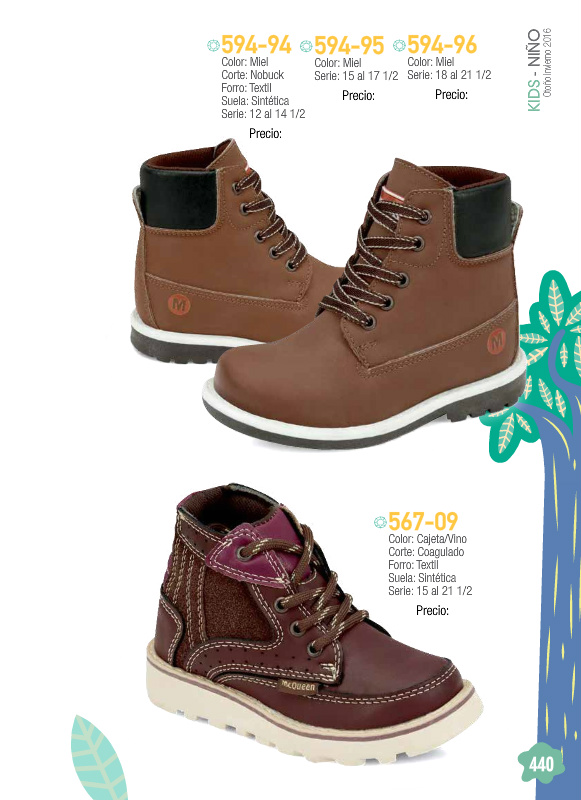 594-94
Color: Miel
Corte: Nobuck
Forro: Textil
Suela: Sintética
Serie: 12 al 14 1/2
Precio:
594-95
Color: Miel
Serie: 15 al 17 1/2
Precio:
594-96
Color: Miel
Serie: 18 al 21 1/2
Precio:
KIDS - NIÑO
Otoño Invierno 2016
M
M
567-09
Color: Cajeta/Vino
Corte: Coagulado
Forro: Textil
Suela: Sintética
Serie: 15 al 21 1/2
Precio:
McQueen
440